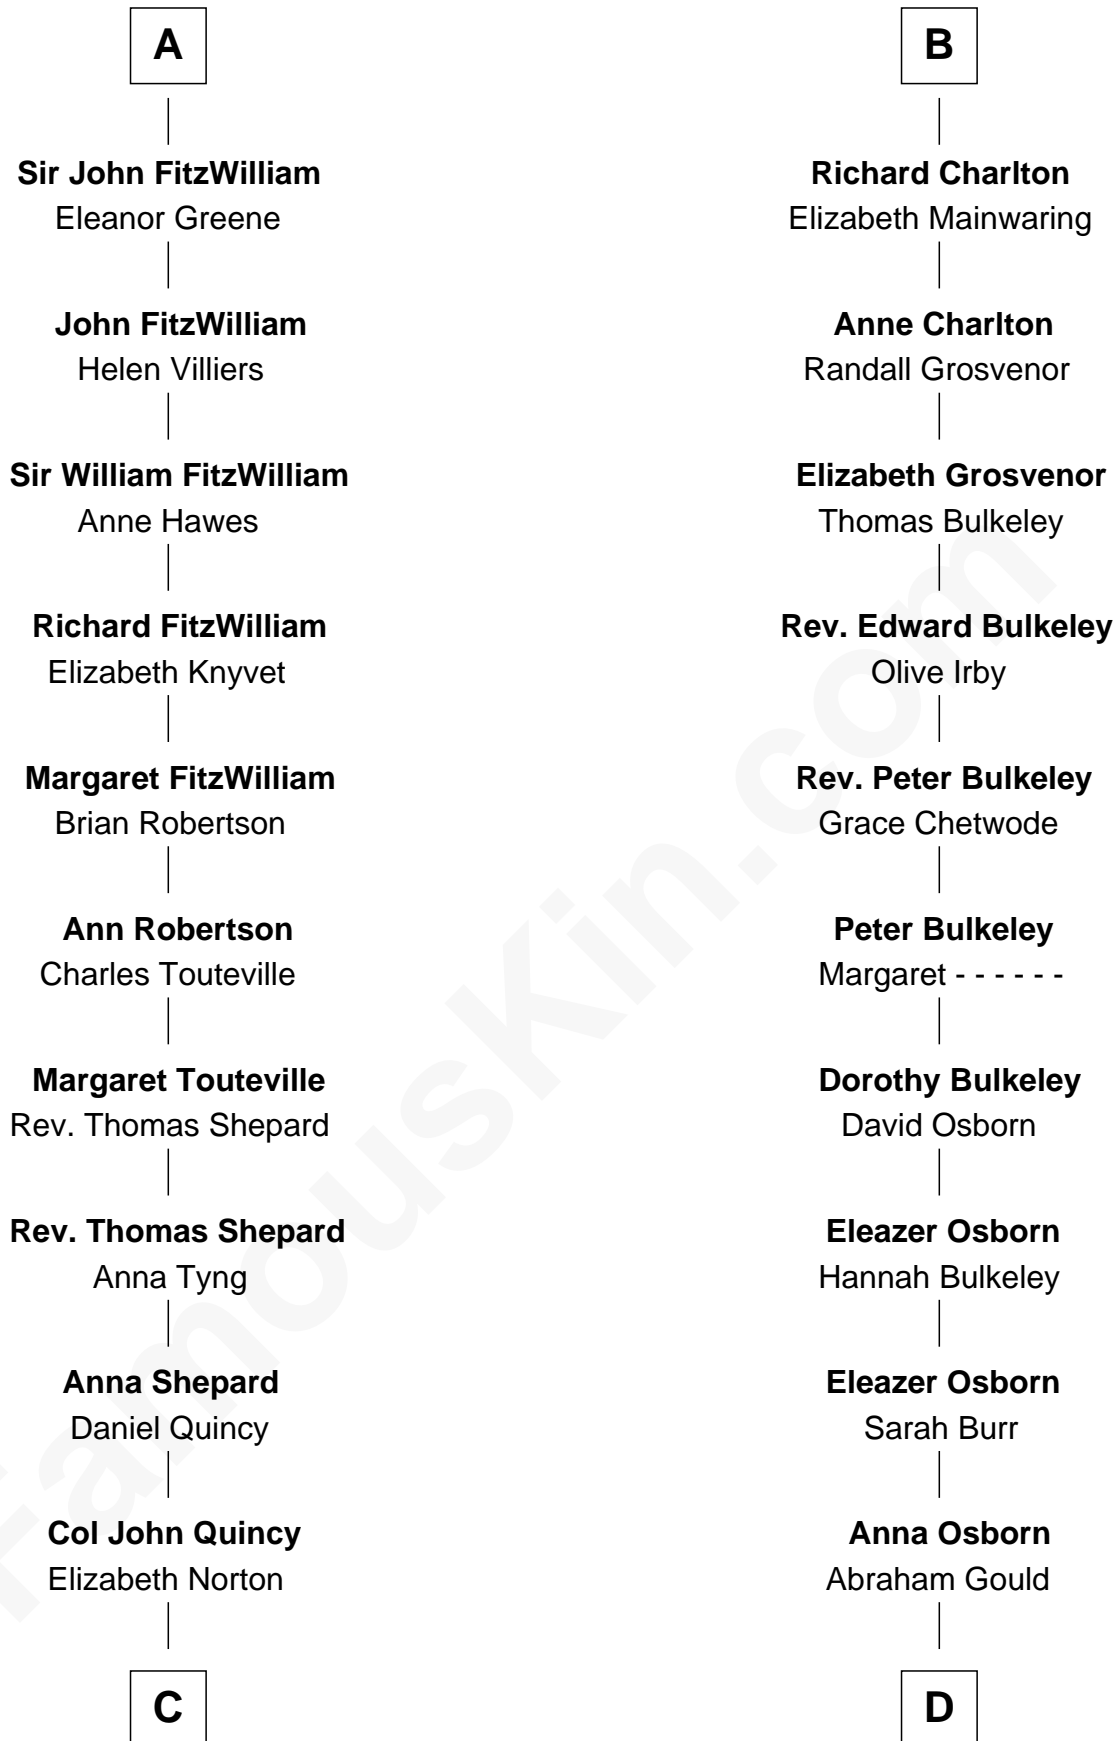 A
Sir John FitzWilliam
Eleanor Greene
John FitzWilliam
Helen Villiers
Sir William FitzWilliam
Anne Hawes
Richard FitzWilliam
Elizabeth Knyvet
Margaret FitzWilliam
Brian Robertson
Ann Robertson
Charles Touteville
Margaret Touteville
Rev. Thomas Shepard
Rev. Thomas Shepard
Anna Tyng
Anna Shepard
Daniel Quincy
Col John Quincy
Elizabeth Norton
C
B
Richard Charlton
Elizabeth Mainwaring
Anne Charlton
Randall Grosvenor
Elizabeth Grosvenor
Thomas Bulkeley
Rev. Edward Bulkeley
Olive Irby
Rev. Peter Bulkeley
Grace Chetwode
Peter Bulkeley
Margaret - - - - - -
Dorothy Bulkeley
David Osborn
Eleazer Osborn
Hannah Bulkeley
Eleazer Osborn
Sarah Burr
Anna Osborn
Abraham Gould
D
FamousKin.com